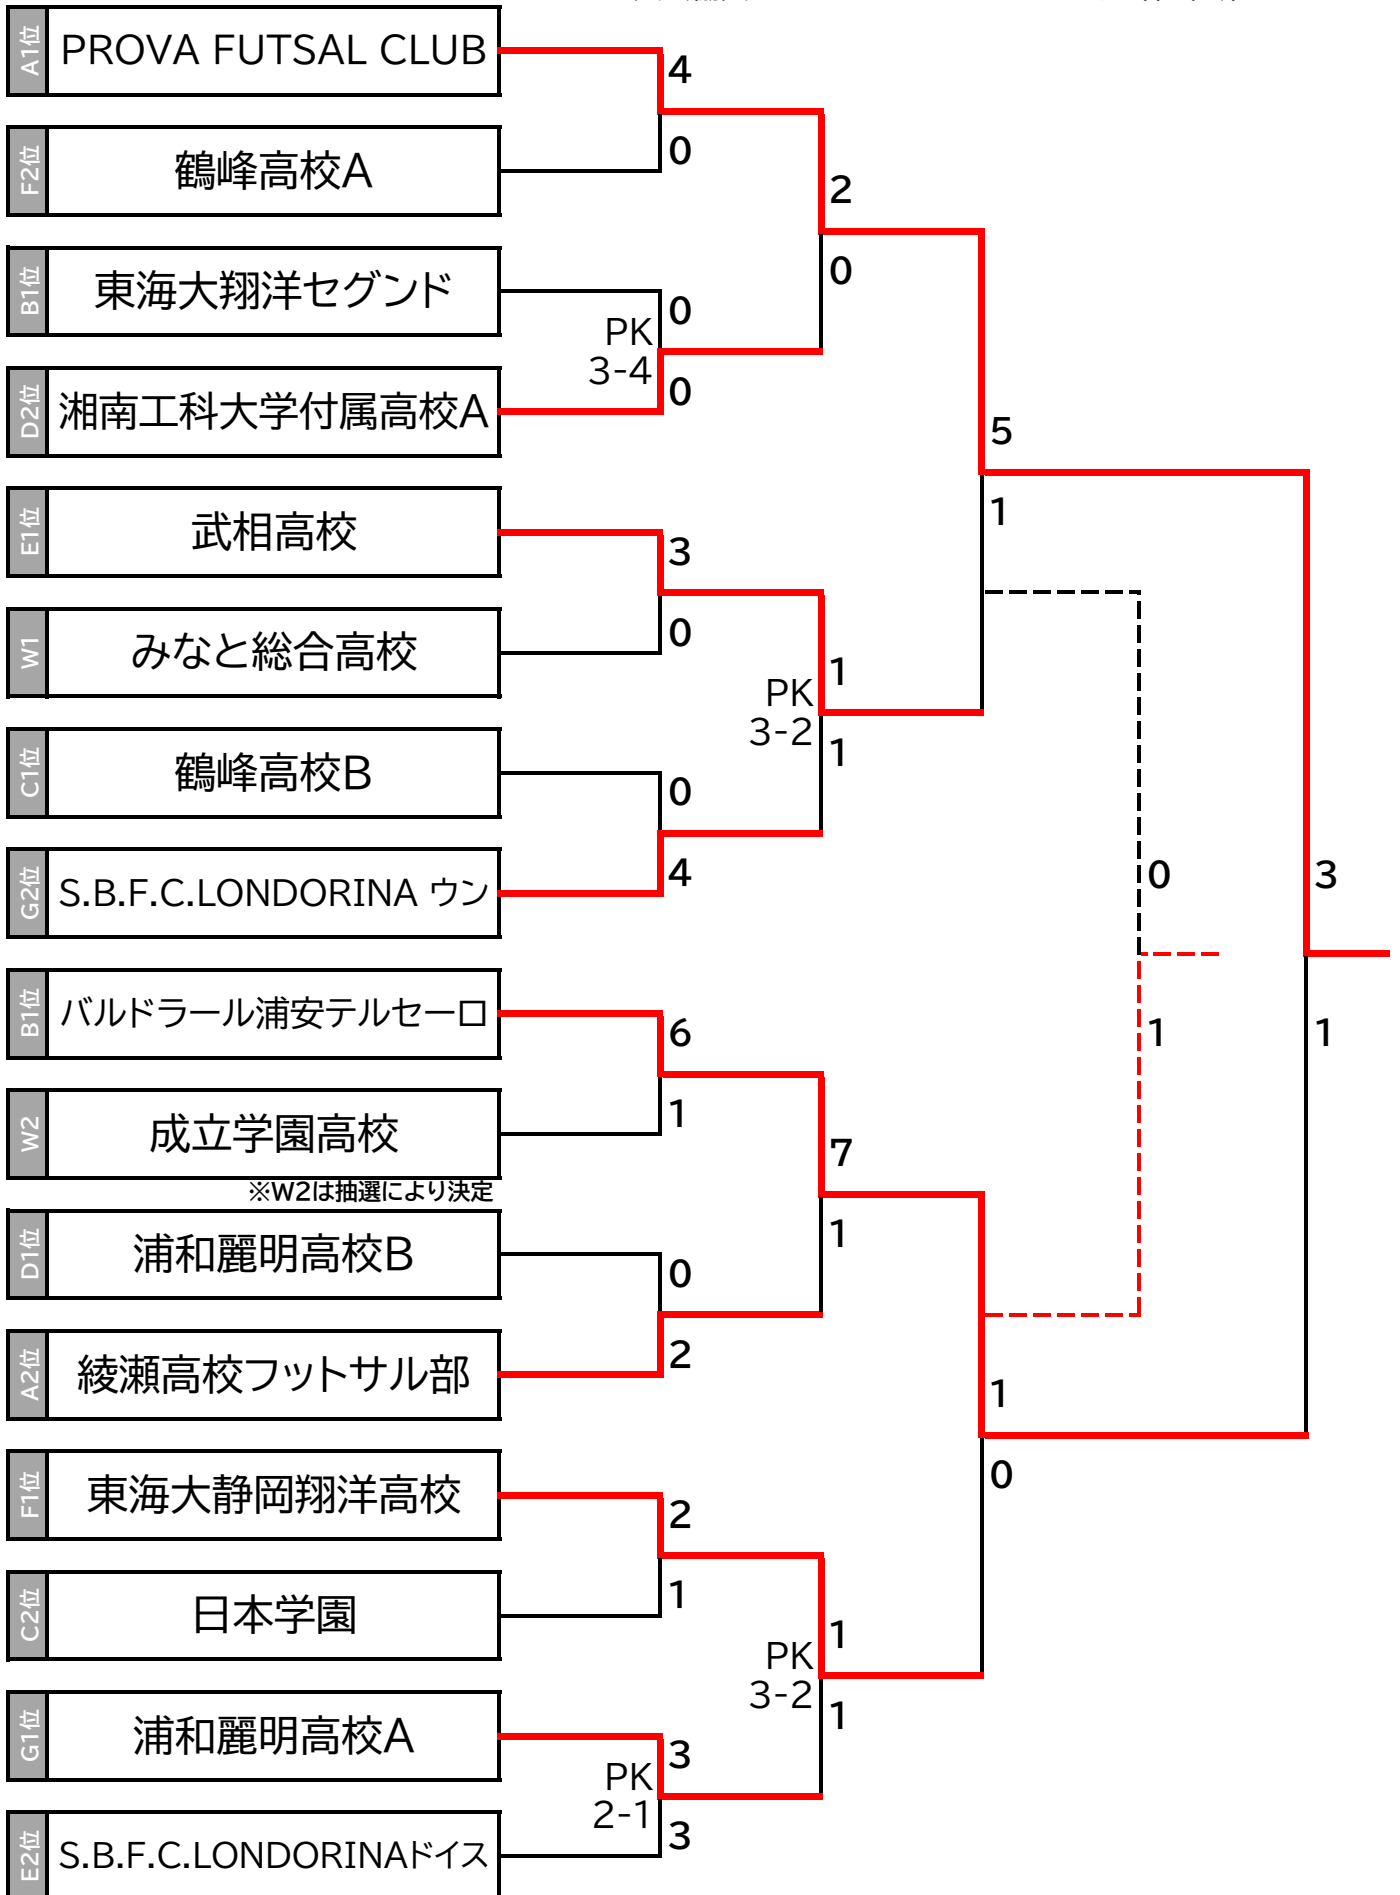 A1位 PROVA FUTSAL CLUB
4
0
F2位 鶴峰高校A
2
0
B1位 東海大翔洋セグンド
0
PK
3-4
0
D2位 湘南工科大学付属高校A
5
1
E1位 武相高校
3
0
W1 みなと総合高校
1
PK
3-2
1
C1位 鶴峰高校B
0
4
G2位 S.B.F.C.LONDORINA ウン
0
3
1
1
B1位 バルドラール浦安テルセーロ
6
1
W2 成立学園高校
※W2は抽選により決定
7
1
D1位 浦和麗明高校B
0
2
A2位 綾瀬高校フットサル部
1
0
F1位 東海大静岡翔洋高校
2
1
C2位 日本学園
1
PK
3-2
1
G1位 浦和麗明高校A
3
PK
2-1
3
E2位 S.B.F.C.LONDORINAドイス